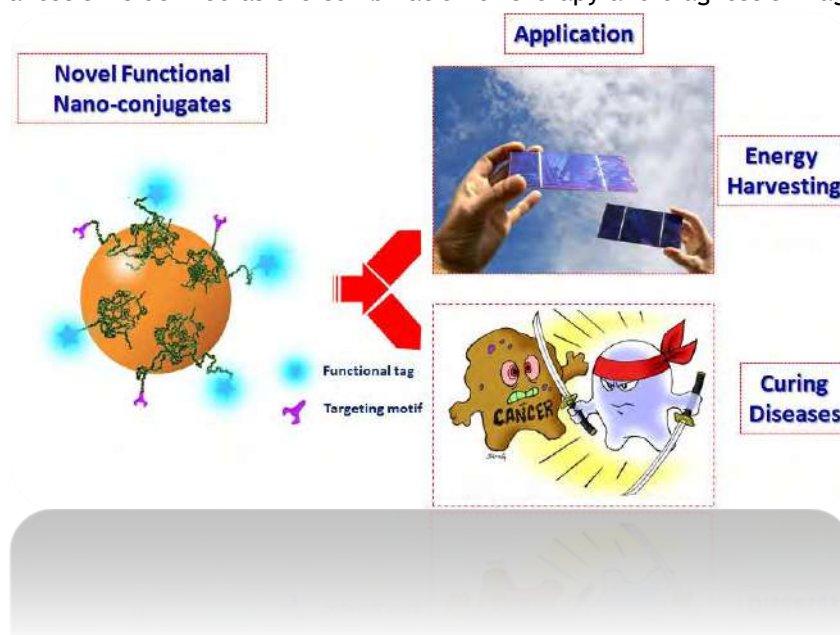 Application
Novel Functional
Nano-conjugates
Energy
Harvesting
Functional tag
Targeting motif
CANCER
Curing
Diseases